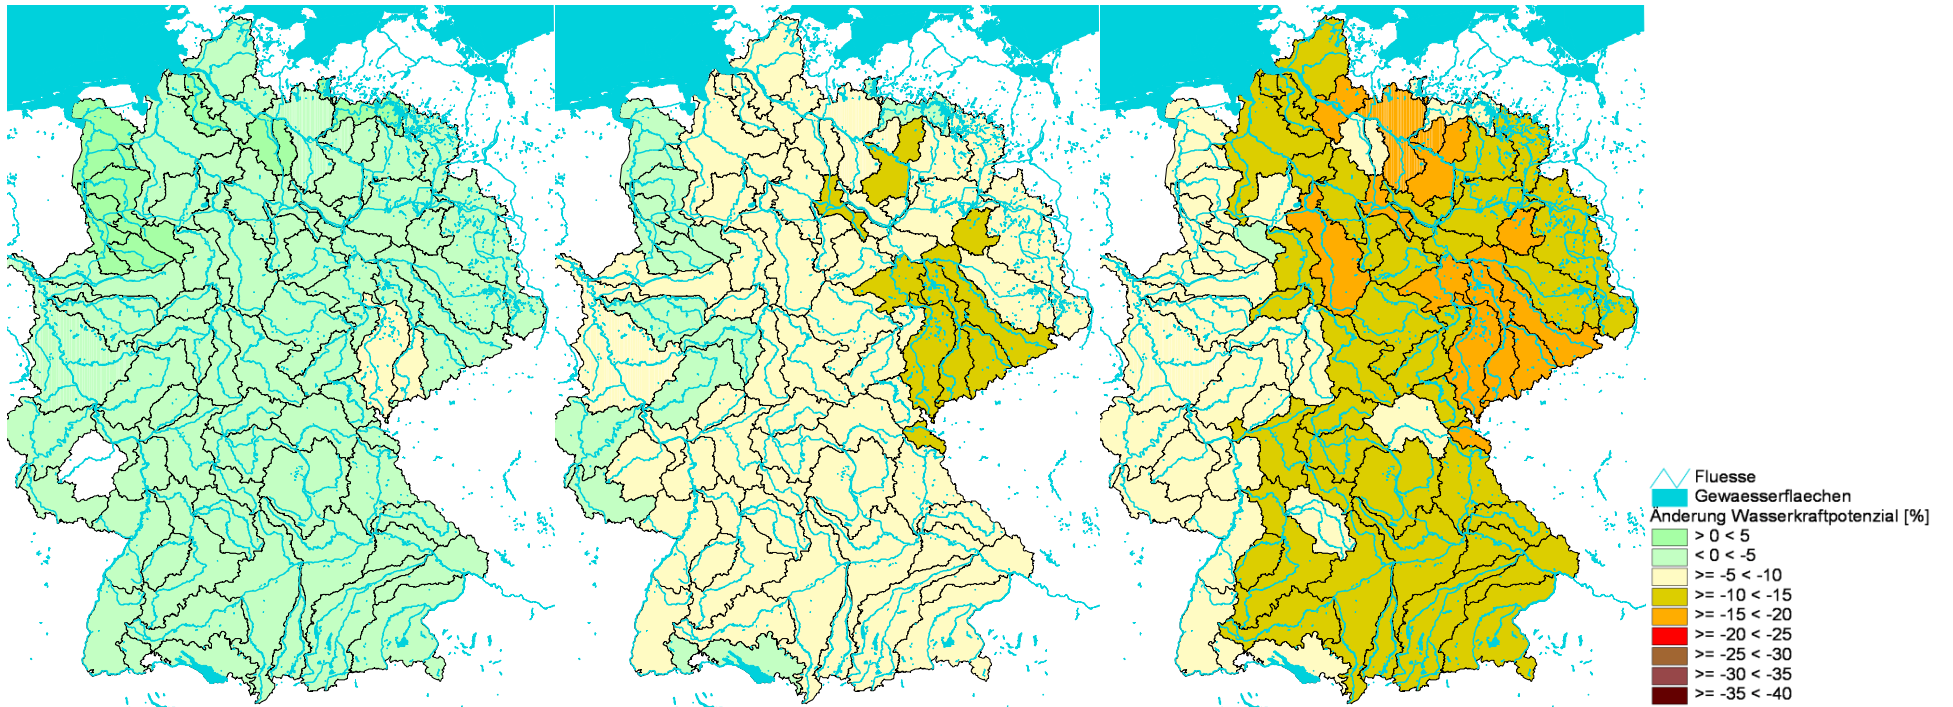 Fluesse
Gewaesserflaechen
Änderung Wasserkraftpotenzial [%]
> 0 < 5
< 0 < -5
>= -5 < -10
>= -10 < -15
>= -15 < -20
>= -20 < -25
>= -25 < -30
>= -30 < -35
>= -35 < -40